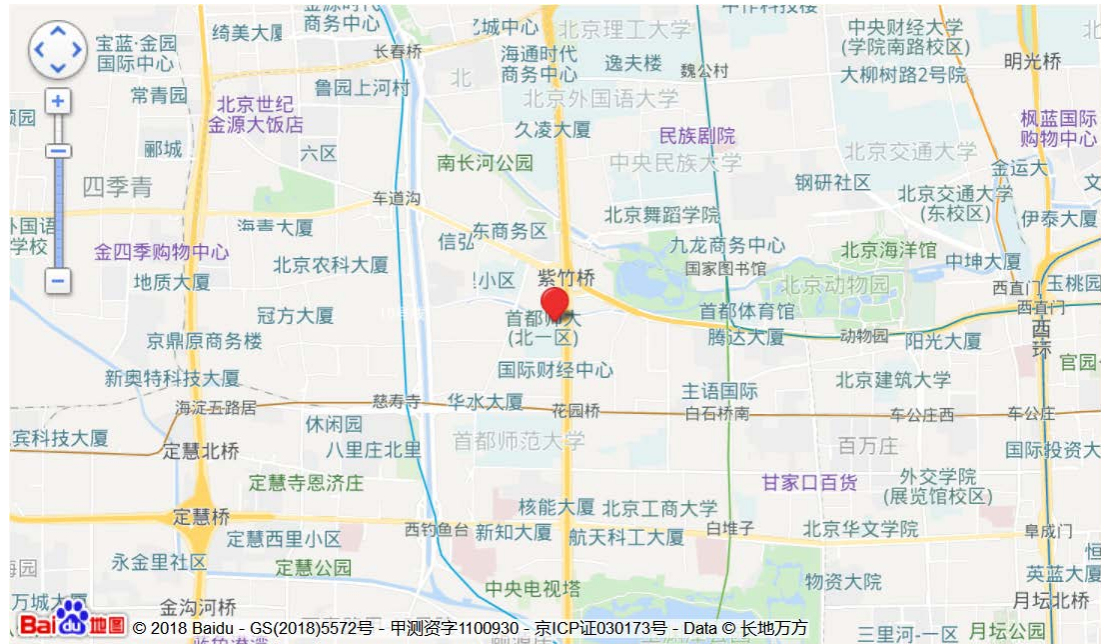 商务中心
中央财经大学
(学院南路校区)
绮美大厦
宝蓝·金园
国际中心
长春桥
海通时代
商务中心
北京理工大学
逸夫楼
魏公村
大柳树路2号院
明光桥
常青园
鲁园上河村
北
北京外国语大学
北京世纪
金源大饭店
久凌大厦
民族剧院
枫蓝国际
购物中心
郦城
六区
南长河公园
中央民族大学
北京交通大学
金运大
四季青
车道沟
钢研社区
北京交通大学
(东校区)
文
外国语
学校
海青大厦
信弘
东商务区
北京舞蹈学院
伊泰大厦
金四季购物中心
九龙商务中心
北京海洋馆
地质大厦
北京农科大厦
小区
紫竹桥
国家图书馆
北京动物园
中坤大厦
西直门
玉桃园
冠方大厦
首都师大
(北一区)
首都体育馆
西直门
西环
京鼎原商务楼
腾达大厦
动物园
阳光大厦
新奥特科技大厦
国际财经中心
主语国际
北京建筑大学
官园
海淀五路居
慈寿寺
华水大厦
花园桥
白石桥南
车公庄西
车公庄
宾科技大厦
休闲园
定慧北桥
八里庄北里
首都师范大学
百万庄
国际投资大
定慧寺恩济庄
甘家口百货
外交学院
(展览馆校区)
定慧桥
核能大厦
北京工商大学
西钓鱼台
新知大厦
航天科工大厦
白堆子
北京华文学院
阜成门
定慧西里小区
永金里社区
定慧公园
中央电视塔
物资大院
英蓝大厦
万城大
金沟河桥
月坛北桥
Bai du 地图
© 2018 Baidu - GS(2018)5572号 - 甲测资字1100930 - 京ICP证030173号 - Data © 长地万方
三里河-一区
月坛公园